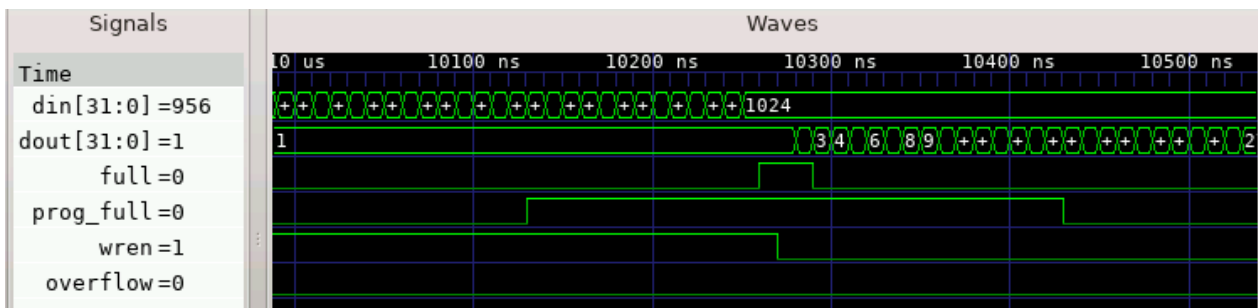 Signals
Waves
Time
10 us 10100 ns 10200 ns 10300 ns 10400 ns 10500 ns
din[31:0] =956
+ + + + + + + + + + + + + + + + + + 1024
dout[31:0] =1
1 3 4 6 8 9 + + + + + + + + + + 2
full =0
prog_full =0
wren =1
overflow =0